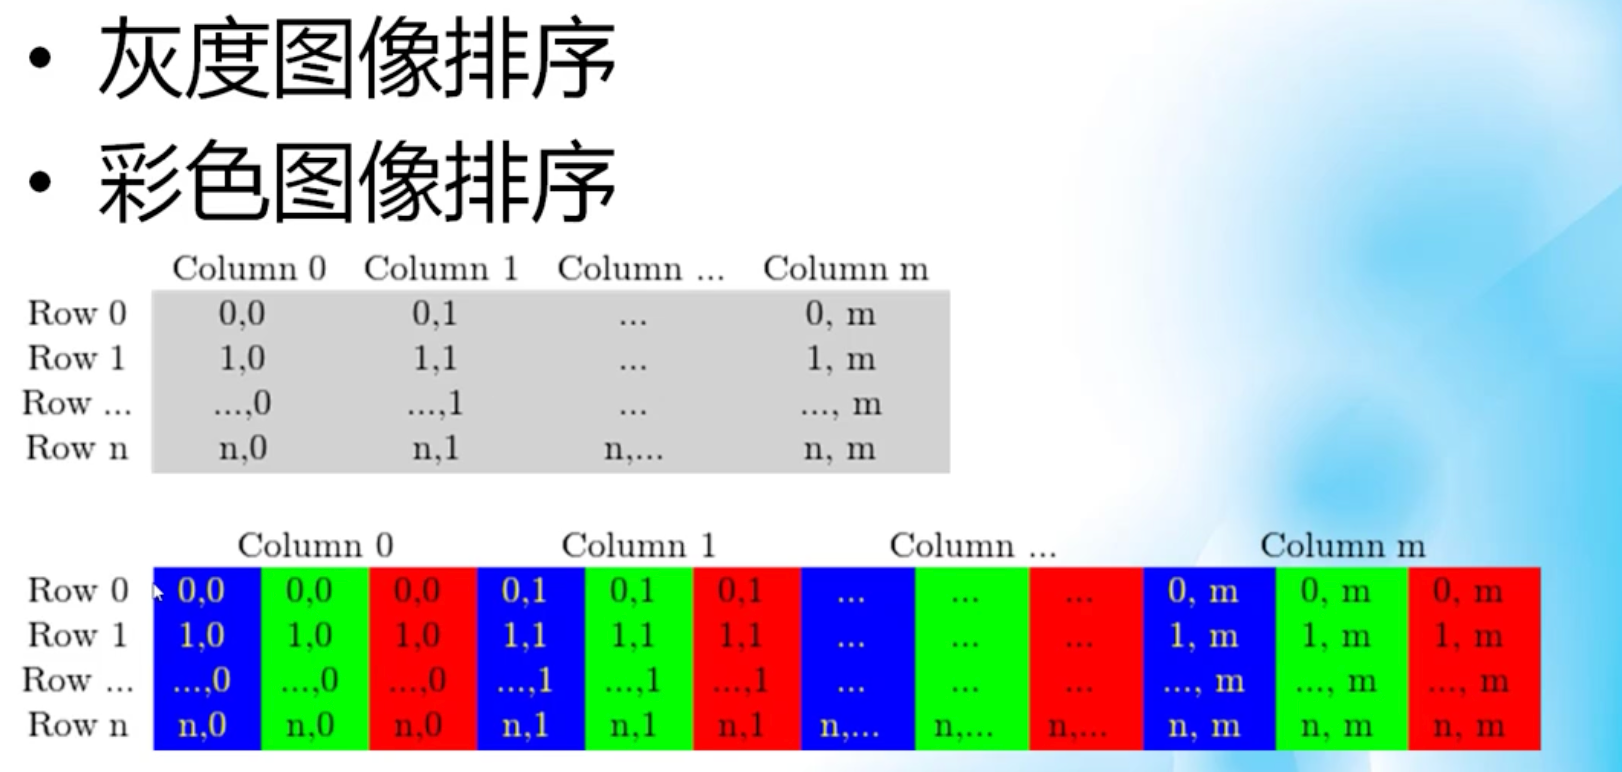 • 灰度图像排序
• 彩色图像排序
Column 0 Column 1 Column ... Column m
Row 0 0,0 0,1 ... 0, m
Row 1 1,0 1,1 ... 1, m
Row ... ...,0 ...,1 ... ..., m
Row n n,0 n,1 n,... n, m
Column 0 Column 1 Column ... Column m
Row 0 0,0 0,0 0,0 0,1 0,1 0,1 ... ... ... 0, m 0, m 0, m
Row 1 1,0 1,0 1,0 1,1 1,1 1,1 ... ... ... 1, m 1, m 1, m
Row ... ...,0 ...,0 ...,0 ...,1 ...,1 ...,1 ... ... ... ..., m ..., m ..., m
Row n n,0 n,0 n,0 n,1 n,1 n,1 n,... n,... n,... n, m n, m n, m